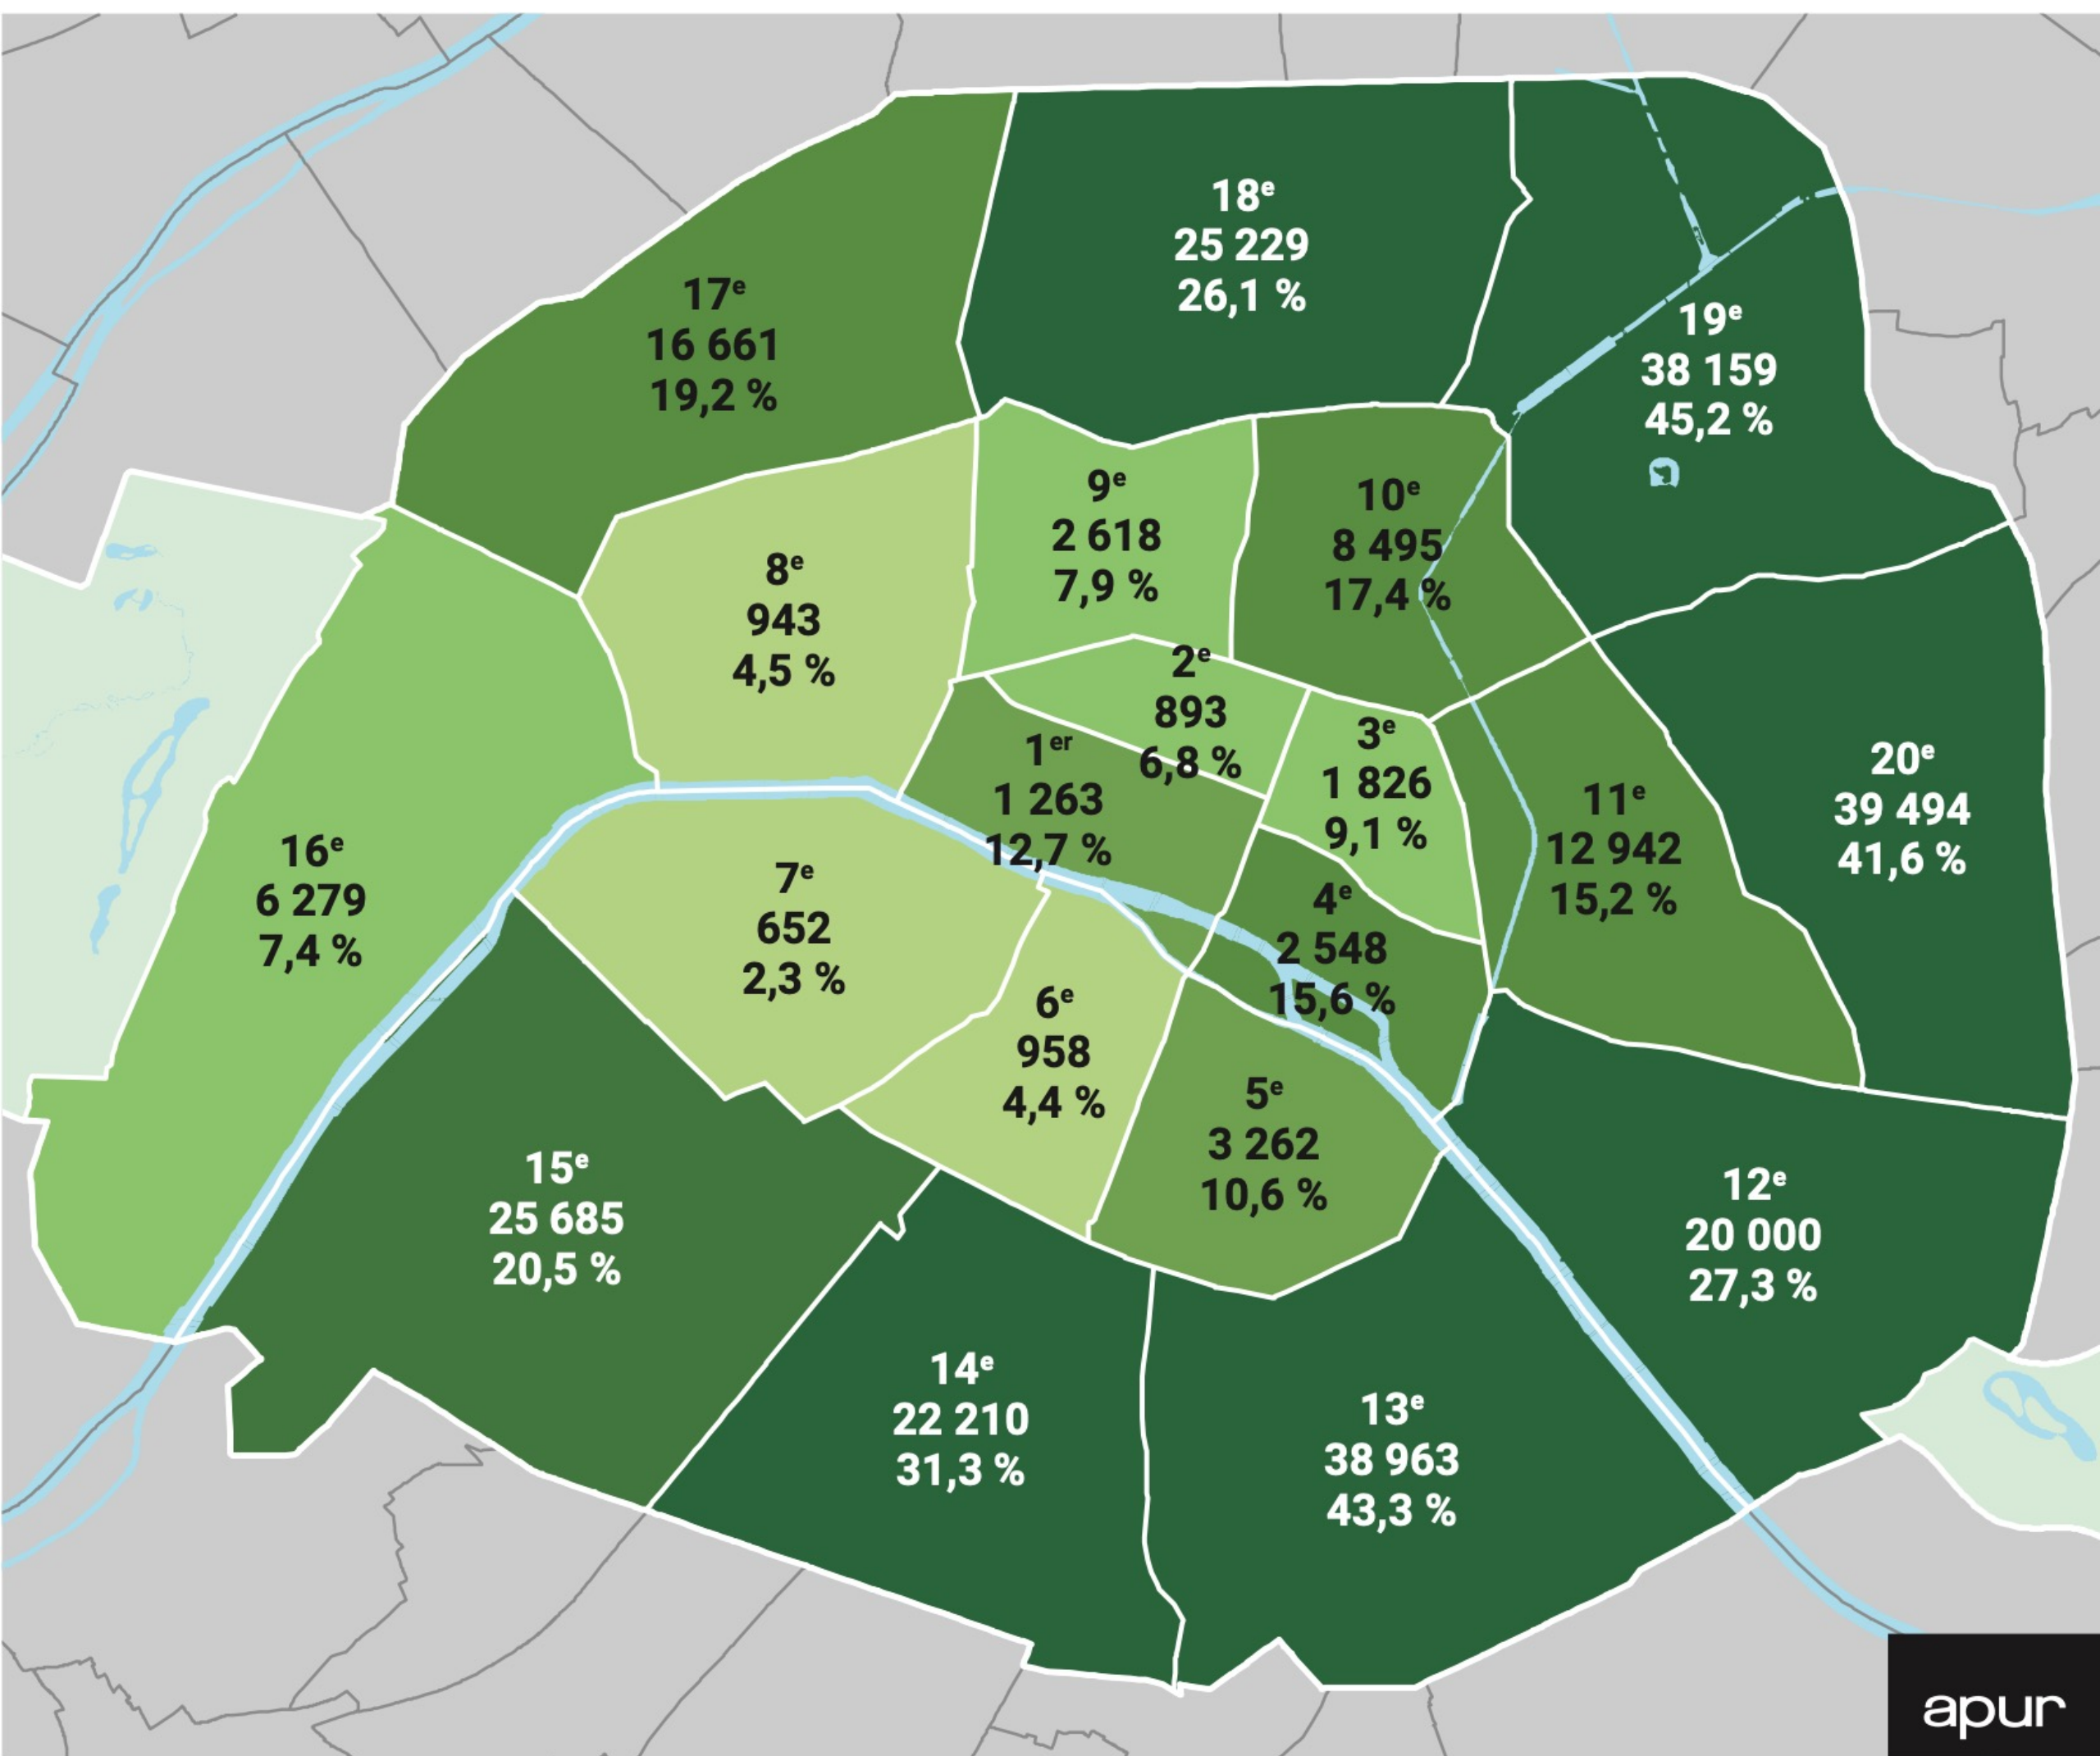 18e
25 229
26,1 %
17e
16 661
19,2 %
19e
38 159
45,2 %
9e
2 618
7,9 %
10e
8 495
17,4 %
8e
943
4,5 %
2e
893
6,8 %
3e
1 826
9,1 %
1er
1 263
12,7 %
20e
39 494
41,6 %
11e
12 942
15,2 %
16e
6 279
7,4 %
7e
652
2,3 %
4e
2 548
15,6 %
6e
958
4,4 %
5e
3 262
10,6 %
15e
25 685
20,5 %
12e
20 000
27,3 %
14e
22 210
31,3 %
13e
38 963
43,3 %
apur